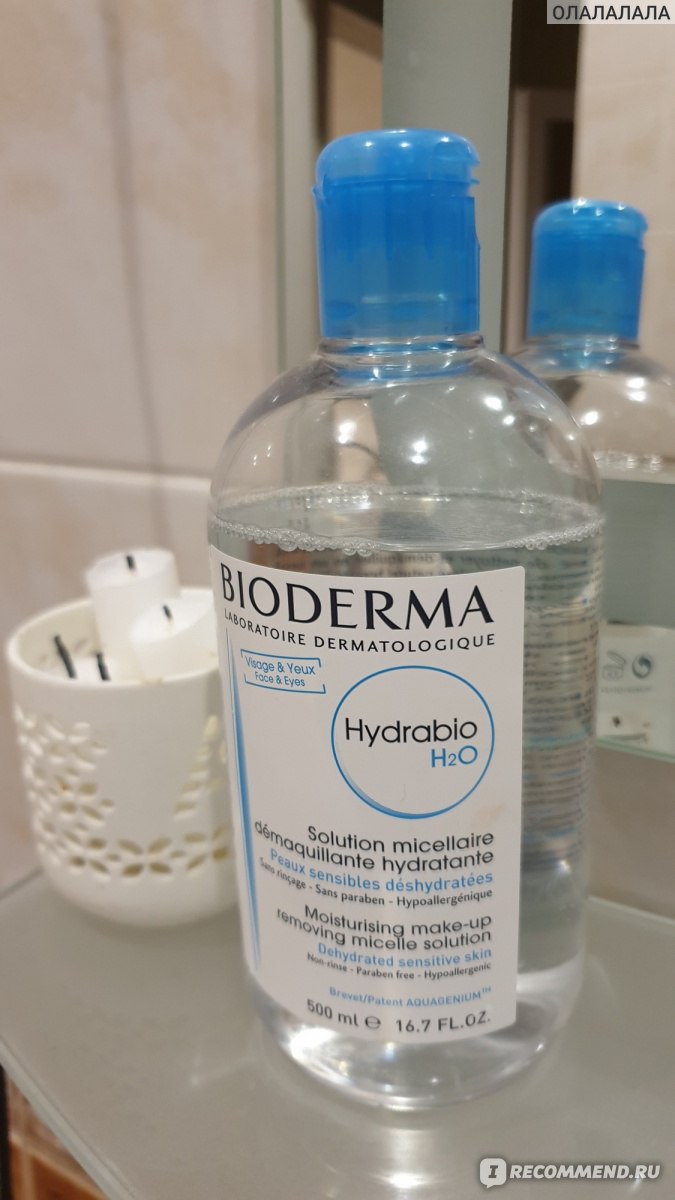 ОЛАЛАЛАЛА
BIODERMA
LABORATOIRE DERMATOLOGIQUE
Visage & Yeux
Face & Eyes
Hydrabio
H2O
Solution micellaire
démaquillante hydratante
Peaux sensibles déshydratées
Sans rinçage - Sans paraben - Hypoallergénique
Moisturising make-up
removing micelle solution
Dehydrated sensitive skin
Non-rinse - Paraben free - Hypoallergenic
Brevet/Patent AQUAGENIUM™
500 ml ℮ 16.7 FL.OZ.
IRECOMMEND.RU